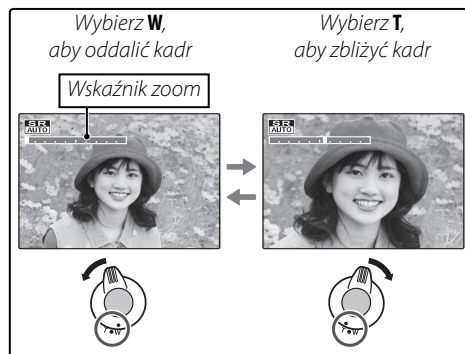 Wybierz W,
aby oddalić kadr
Wybierz T,
aby zbliżyć kadr
Wskaźnik zoom
SR
AUTO
SR
AUTO
T W
T W